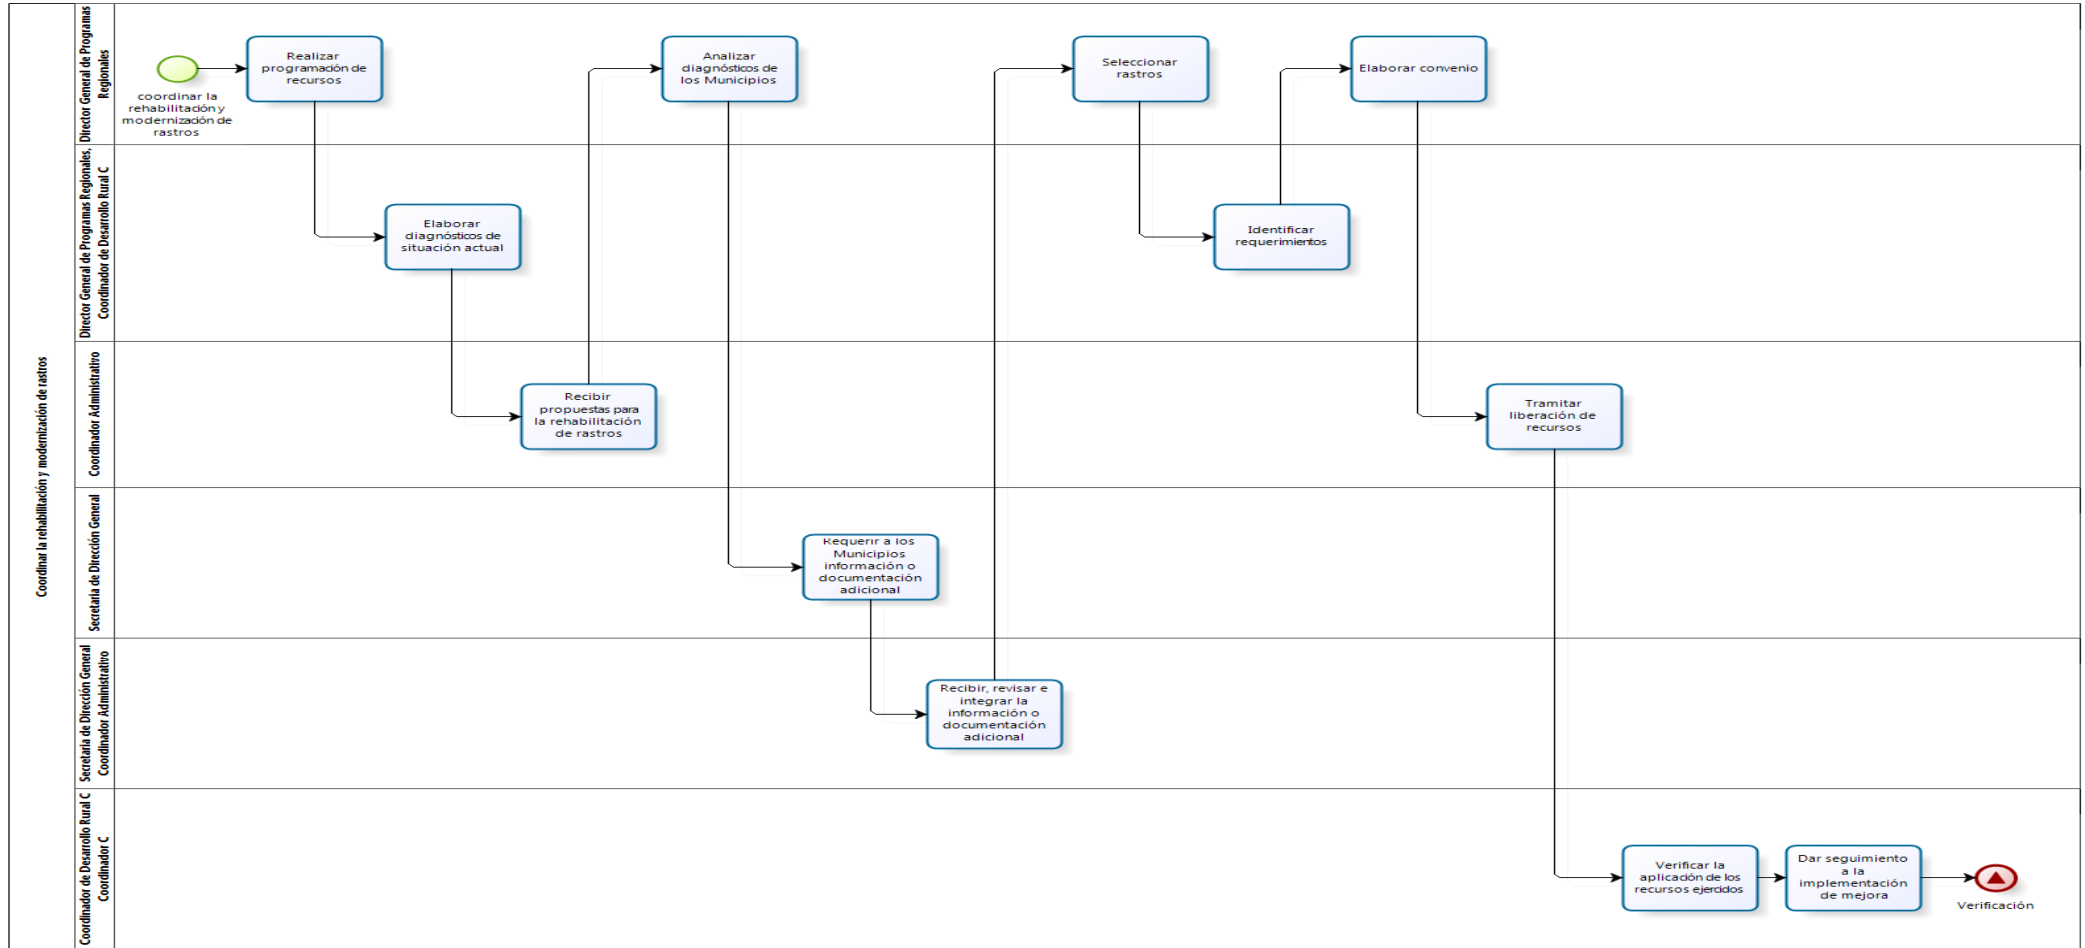 Coordinar la rehabilitación y modernización de rastros
Director General de Programas
Regionales
coordinar la
rehabilitación y
modernización de
rastros
Realizar
programación de
recursos
Analizar
diagnósticos de
los Municipios
Seleccionar
rastros
Elaborar convenio
Director General de Programas Regionales,
Coordinador de Desarrollo Rural C
Elaborar
diagnósticos de
situación actual
Identificar
requerimientos
Coordinador Administrativo
Recibir
propuestas para
la rehabilitación
de rastros
Tramitar
liberación de
recursos
Secretaria de Dirección General
Requerir a los
Municipios
información o
documentación
adicional
Secretaria de Dirección General
Coordinador Administrativo
Recibir, revisar e
integrar la
información o
documentación
adicional
Coordinador de Desarrollo Rural C
Coordinador C
Verificar la
aplicación de los
recursos ejercidos
Dar seguimiento
a la
implementación
de mejora
Verificación